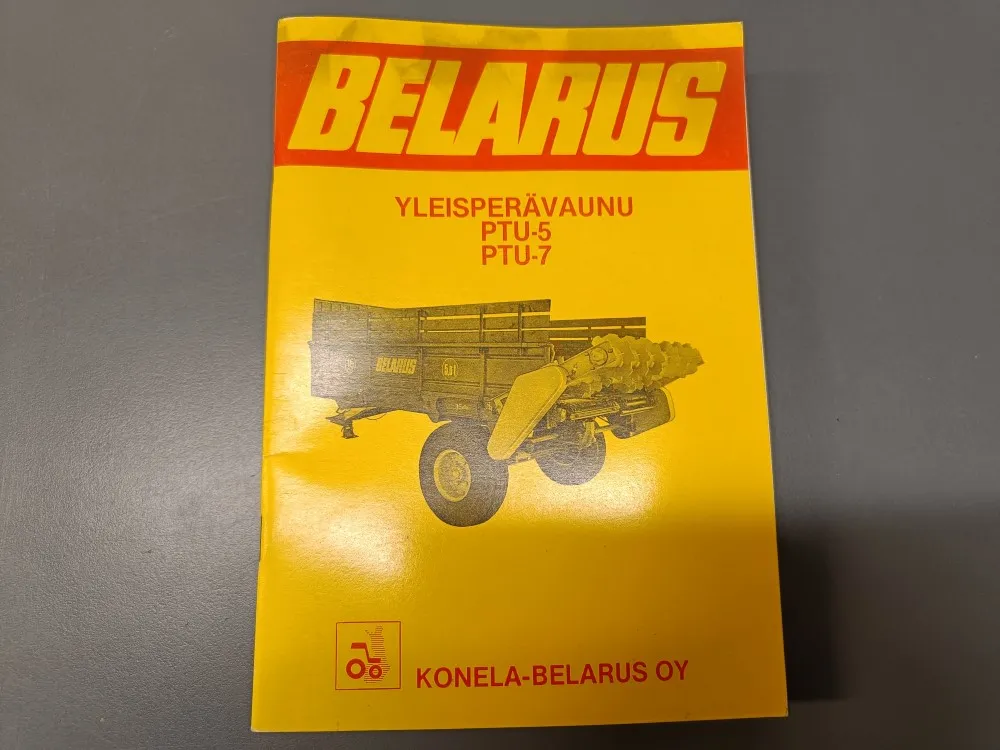 BELARUS
YLEISPERÄVAUNU
PTU-5
PTU-7
BELARUS
KONELA-BELARUS OY